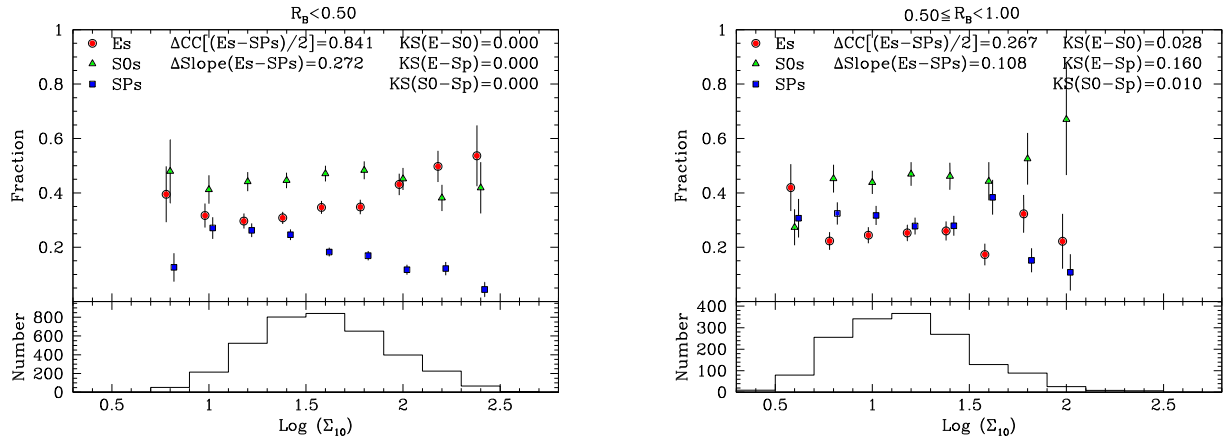 R_B<0.50
Es ΔCC[(Es−SPs)/2]=0.841 KS(E−S0)=0.000
S0s ΔSlope(Es−SPs)=0.272 KS(E−Sp)=0.000
SPs KS(S0−Sp)=0.000
Fraction
1
0.8
0.6
0.4
0.2
Number
800
600
400
200
0
0.5 1 1.5 2 2.5
Log (Σ₁₀)
0.50≦R_B<1.00
Es ΔCC[(Es−SPs)/2]=0.267 KS(E−S0)=0.028
S0s ΔSlope(Es−SPs)=0.108 KS(E−Sp)=0.160
SPs KS(S0−Sp)=0.010
Fraction
1
0.8
0.6
0.4
0.2
Number
400
300
200
100
0
0.5 1 1.5 2 2.5
Log (Σ₁₀)